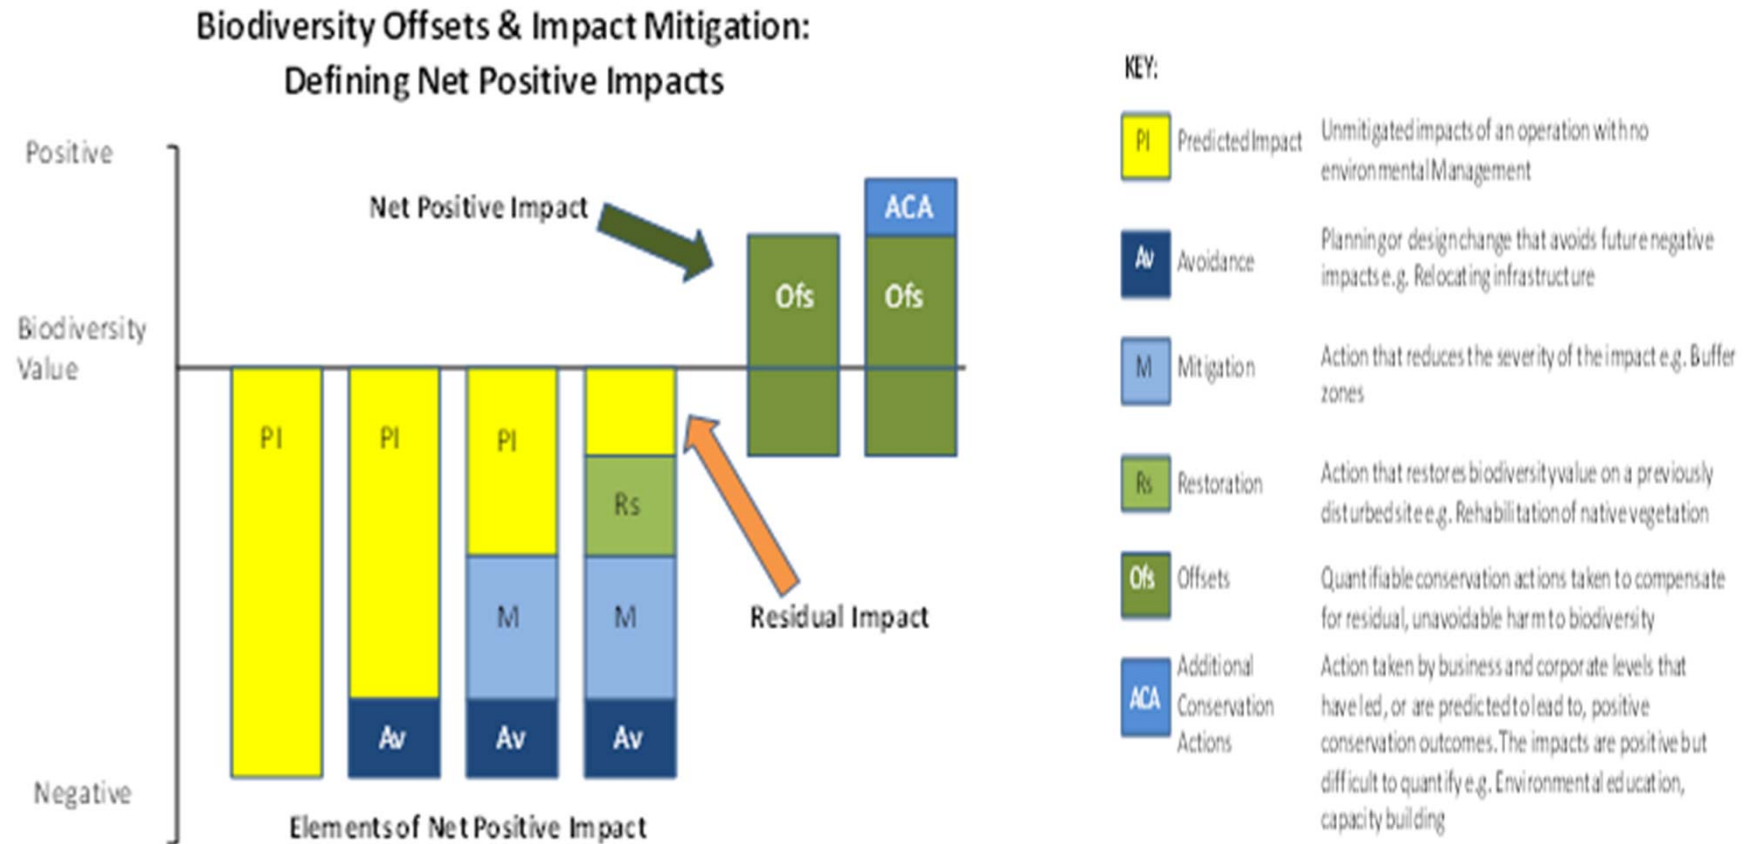 Biodiversity Offsets & Impact Mitigation:
Defining Net Positive Impacts
Positive
Biodiversity
Value
Negative
Net Positive Impact
Residual Impact
PI
PI
PI
Rs
M
M
Av
Av
Av
Ofs
ACA
Ofs
Elements of Net Positive Impact
KEY:
PI
Predicted Impact
Unmitigated impacts of an operation with no
environmental Management
Av
Avoidance
Planning or design change that avoids future negative
impacts e.g. Relocating infrastructure
M
Mitigation
Action that reduces the severity of the impact e.g. Buffer
zones
Rs
Restoration
Action that restores biodiversity value on a previously
disturbed site e.g. Rehabilitation of native vegetation
Ofs
Offsets
Quantifiable conservation actions taken to compensate
for residual, unavoidable harm to biodiversity
ACA
Additional
Conservation
Actions
Action taken by business and corporate levels that
have led, or are predicted to lead to, positive
conservation outcomes. The impacts are positive but
difficult to quantify e.g. Environmental education,
capacity building